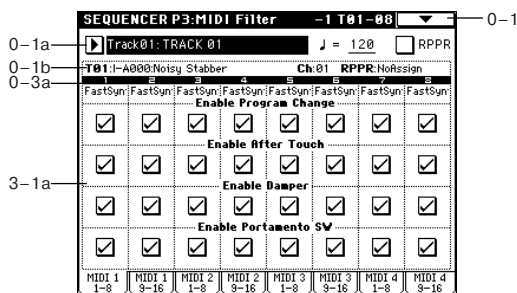 SEQUENCER P3:MIDI Filter -1 T01-08
0-1
0-1a
Track01: TRACK 01
♩ = 120
RPPR
0-1b
T01:I-A000:Noisy Stabber Ch:01 RPPR:NoAssign
0-3a
1 2 3 4 5 6 7 8
FastSyn FastSyn FastSyn FastSyn FastSyn FastSyn FastSyn FastSyn
Enable Program Change
Enable After Touch
3-1a
Enable Damper
Enable Portamento SW
MIDI 1 1-8
MIDI 1 9-16
MIDI 2 1-8
MIDI 2 9-16
MIDI 3 1-8
MIDI 3 9-16
MIDI 4 1-8
MIDI 4 9-16